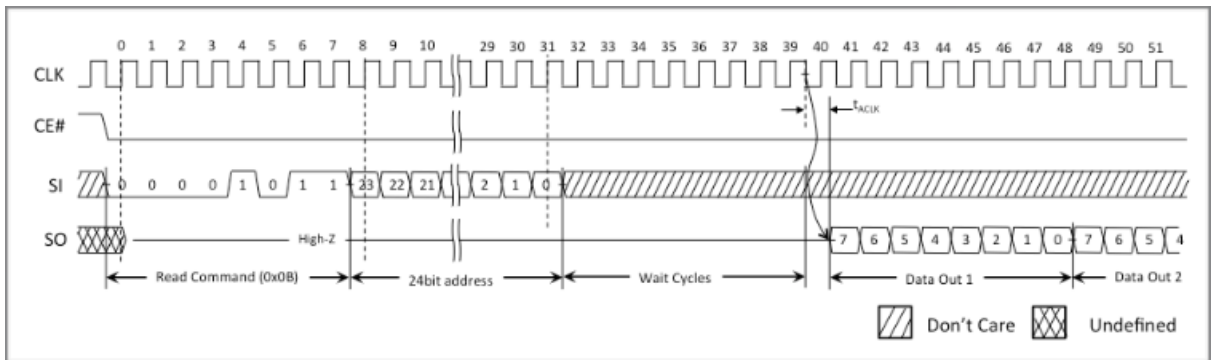 0 1 2 3 4 5 6 7 8 9 10 29 30 31 32 33 34 35 36 37 38 39 40 41 42 43 44 45 46 47 48 49 50 51
CLK
tACLK
CE#
SI 0 0 0 0 1 0 1 1 23 22 21 2 1 0
SO High-Z 7 6 5 4 3 2 1 0 7 6 5 4
Read Command (0x0B) 24bit address Wait Cycles Data Out 1 Data Out 2
Don't Care Undefined